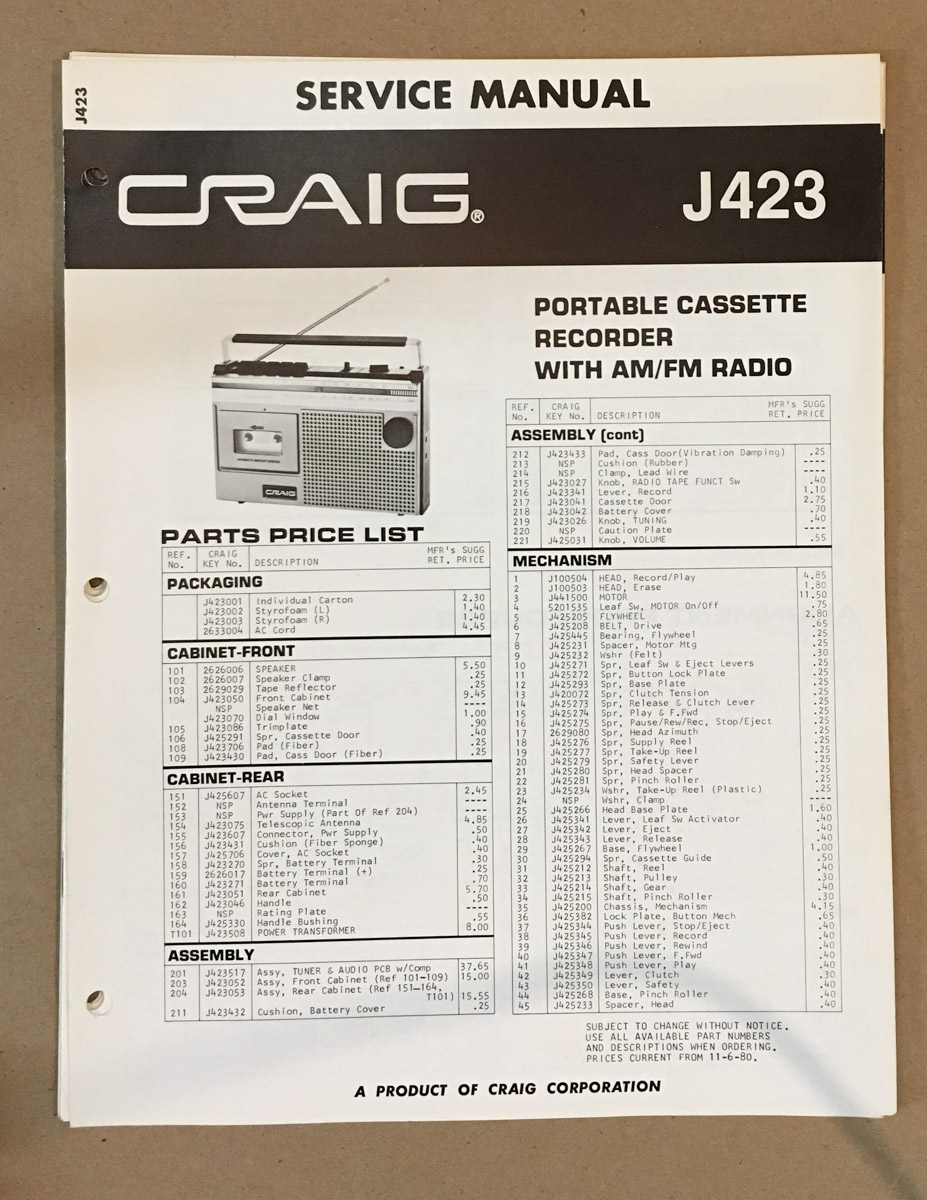 J423
SERVICE MANUAL
CRAIG® J423
CRAIG
PORTABLE CASSETTE
RECORDER
WITH AM/FM RADIO
PARTS PRICE LIST
REF. No. CRAIG KEY No. DESCRIPTION MFR's SUGG RET. PRICE
PACKAGING
J423001 Individual Carton 2.30
J423002 Styrofoam (L) 1.40
J423003 Styrofoam (R) 1.40
2633004 AC Cord 4.45
CABINET-FRONT
101 2626006 SPEAKER 5.50
102 2626007 Speaker Clamp .25
103 2629029 Tape Reflector .25
104 J423050 Front Cabinet 9.45
NSP Speaker Net ----
J423070 Dial Window 1.00
105 J423086 Trimplate .90
106 J425291 Spr, Cassette Door .40
108 J423706 Pad (Fiber) .25
109 J423430 Pad, Cass Door (Fiber) .25
CABINET-REAR
151 J425607 AC Socket 2.45
152 NSP Antenna Terminal ----
153 NSP Pwr Supply (Part Of Ref 204) ----
154 J423075 Telescopic Antenna 4.85
155 J423607 Connector, Pwr Supply .50
156 J423431 Cushion (Fiber Sponge) .40
157 J425706 Cover, AC Socket .40
158 J423270 Spr, Battery Terminal .30
159 2626017 Battery Terminal (+) .25
160 J423271 Battery Terminal .70
161 J423051 Rear Cabinet 5.70
162 J423046 Handle .50
163 NSP Rating Plate ----
164 J425330 Handle Bushing .55
T101 J423508 POWER TRANSFORMER 8.00
ASSEMBLY
201 J423517 Assy, TUNER & AUDIO PCB w/Comp 37.65
203 J423052 Assy, Front Cabinet (Ref 101-109) 15.00
204 J423053 Assy, Rear Cabinet (Ref 151-164,
T101) 15.55
211 J423432 Cushion, Battery Cover .25
REF. No. CRAIG KEY No. DESCRIPTION MFR's SUGG RET. PRICE
ASSEMBLY (cont)
212 J423433 Pad, Cass Door(Vibration Damping) .25
213 NSP Cushion (Rubber) ----
214 NSP Clamp, Lead Wire ----
215 J423027 Knob, RADIO TAPE FUNCT Sw .40
216 J423341 Lever, Record 1.10
217 J423041 Cassette Door 2.75
218 J423042 Battery Cover .70
219 J423026 Knob, TUNING .40
220 NSP Caution Plate ----
221 J425031 Knob, VOLUME .55
MECHANISM
1 J100504 HEAD, Record/Play 4.85
2 J100503 HEAD, Erase 1.80
3 J441500 MOTOR 11.50
4 5201535 Leaf Sw, MOTOR On/Off .75
5 J425205 FLYWHEEL 2.80
6 J425208 BELT, Drive .65
7 J425445 Bearing, Flywheel .25
8 J425231 Spacer, Motor Mtg .25
9 J425232 Wshr (Felt) .30
10 J425271 Spr, Leaf Sw & Eject Levers .25
11 J425272 Spr, Button Lock Plate .25
12 J425293 Spr, Base Plate .25
13 J420072 Spr, Clutch Tension .25
14 J425273 Spr, Release & Clutch Lever .25
15 J425274 Spr, Play & F.Fwd .25
16 J425275 Spr, Pause/Rew/Rec, Stop/Eject .25
17 2629080 Spr, Head Azimuth .25
18 J425276 Spr, Supply Reel .25
19 J425277 Spr, Take-Up Reel .25
20 J425279 Spr, Safety Lever .25
21 J425280 Spr, Head Spacer .25
22 J425281 Spr, Pinch Roller .25
23 J425234 Wshr, Take-Up Reel (Plastic) .25
24 NSP Wshr, Clamp ----
25 J425266 Head Base Plate 1.60
26 J425341 Lever, Leaf Sw Activator .40
27 J425342 Lever, Eject .40
28 J425343 Lever, Release .40
29 J425267 Base, Flywheel 1.00
30 J425294 Spr, Cassette Guide .50
31 J425212 Shaft, Reel .40
32 J425213 Shaft, Pulley .30
33 J425214 Shaft, Gear .40
34 J425215 Shaft, Pinch Roller .30
35 J425200 Chassis, Mechanism 4.15
36 J425382 Lock Plate, Button Mech .65
37 J425344 Push Lever, Stop/Eject .40
38 J425345 Push Lever, Record .40
39 J425346 Push Lever, Rewind .40
40 J425347 Push Lever, F.Fwd .40
41 J425348 Push Lever, Play .40
42 J425349 Lever, Clutch .30
43 J425350 Lever, Safety .40
44 J425268 Base, Pinch Roller .40
45 J425233 Spacer, Head .40
SUBJECT TO CHANGE WITHOUT NOTICE.
USE ALL AVAILABLE PART NUMBERS
AND DESCRIPTIONS WHEN ORDERING.
PRICES CURRENT FROM 11-6-80.
A PRODUCT OF CRAIG CORPORATION